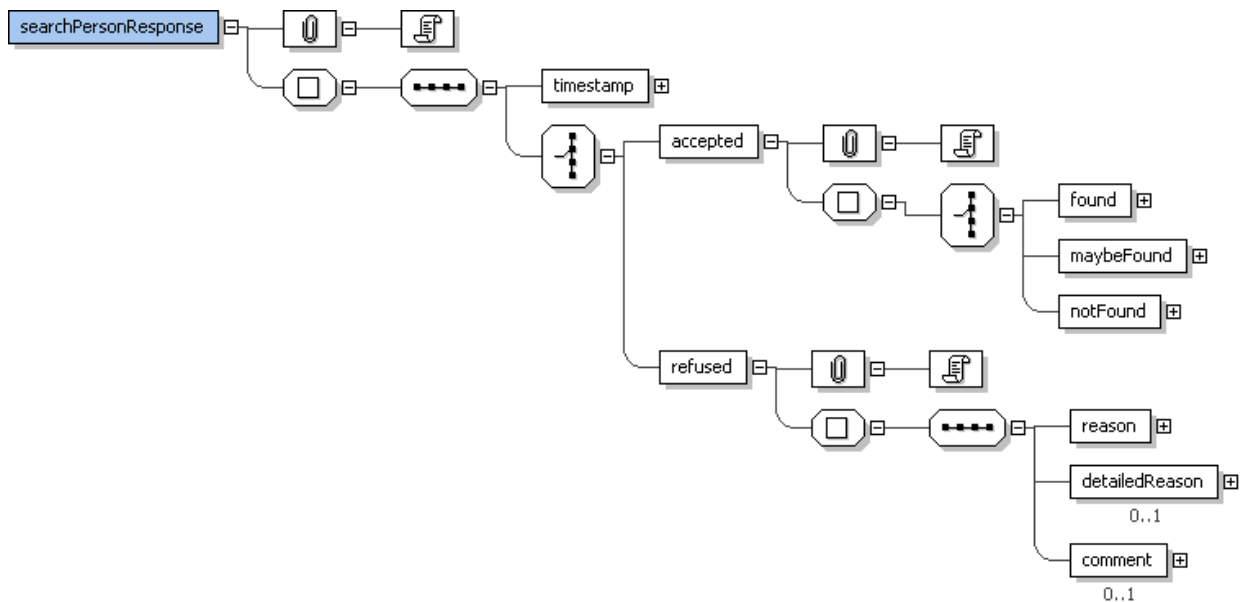 searchPersonResponse
timestamp
accepted
found
maybeFound
notFound
refused
reason
detailedReason
0..1
comment
0..1